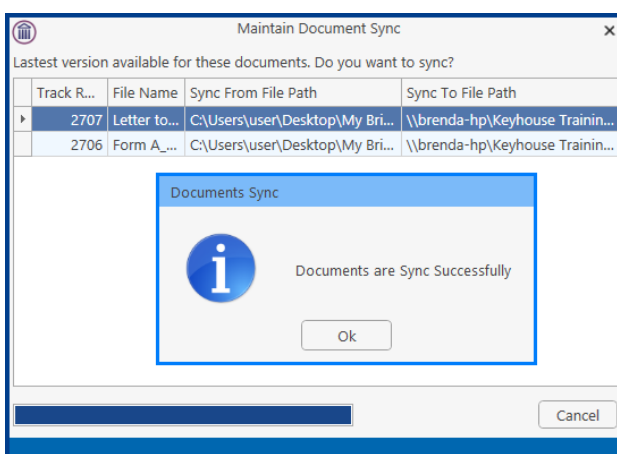 Maintain Document Sync
Lastest version available for these documents. Do you want to sync?
Track R... File Name Sync From File Path Sync To File Path
2707 Letter to... C:\Users\user\Desktop\My Bri... \\brenda-hp\Keyhouse Trainin...
2706 Form A_... C:\Users\user\Desktop\My Bri... \\brenda-hp\Keyhouse Trainin...
Documents Sync
Documents are Sync Successfully
Ok
Cancel